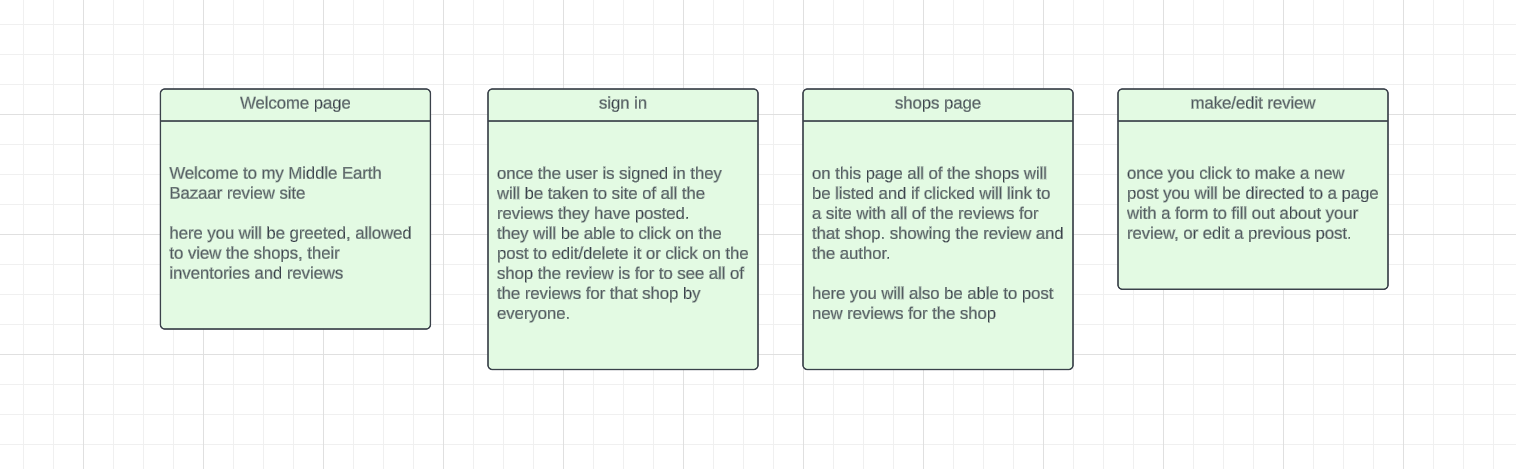 Welcome page
Welcome to my Middle Earth
Bazaar review site
here you will be greeted, allowed
to view the shops, their
inventories and reviews
sign in
once the user is signed in they
will be taken to site of all the
reviews they have posted.
they will be able to click on the
post to edit/delete it or click on the
shop the review is for to see all of
the reviews for that shop by
everyone.
shops page
on this page all of the shops will
be listed and if clicked will link to
a site with all of the reviews for
that shop. showing the review and
the author.
here you will also be able to post
new reviews for the shop
make/edit review
once you click to make a new
post you will be directed to a page
with a form to fill out about your
review, or edit a previous post.